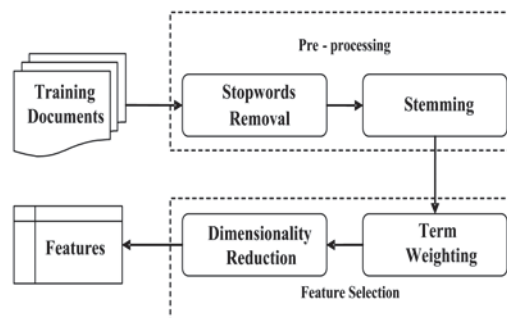 Pre - processing
Training
Documents
Stopwords
Removal
Stemming
Features
Dimensionality
Reduction
Term
Weighting
Feature Selection